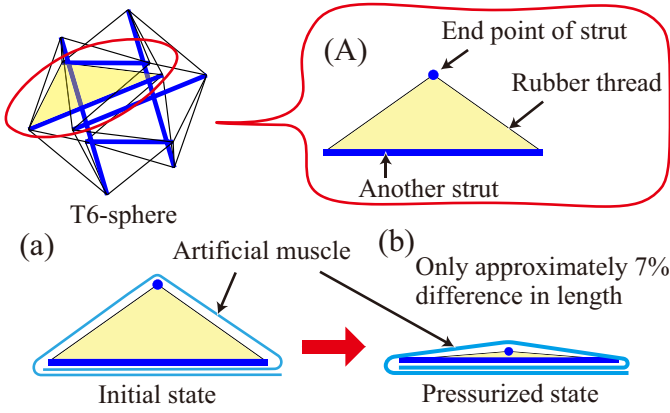 (A)
End point of strut
Rubber thread
Another strut
T6-sphere
(a)
Artificial muscle
(b)
Only approximately 7%
difference in length
Initial state
Pressurized state